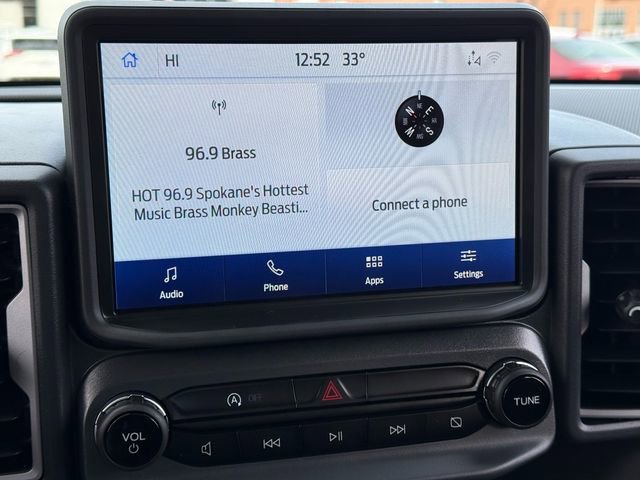 HI 12:52 33°
96.9 Brass
HOT 96.9 Spokane's Hottest
Music Brass Monkey Beasti...
N E S W
Connect a phone
Audio Phone Apps Settings
A OFF
VOL
TUNE